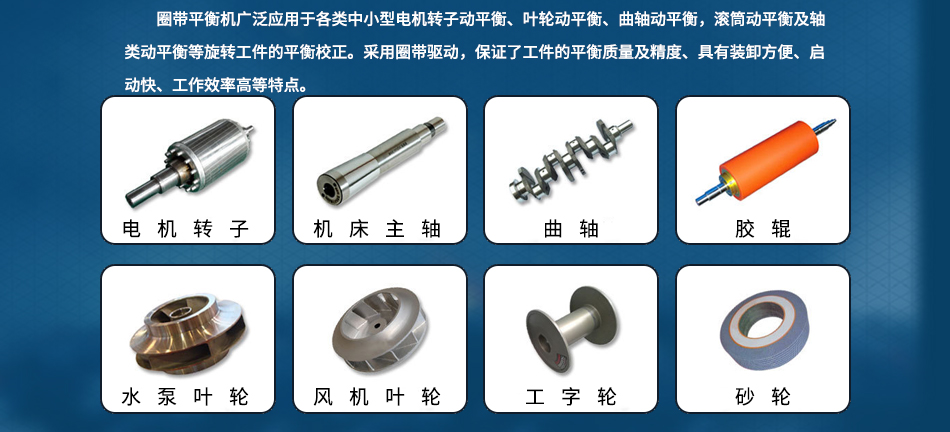 圈带平衡机广泛应用于各类中小型电机转子动平衡、叶轮动平衡、曲轴动平衡，滚筒动平衡及轴
类动平衡等旋转工件的平衡校正。采用圈带驱动，保证了工件的平衡质量及精度、具有装卸方便、启
动快、工作效率高等特点。
电机转子
机床主轴
曲轴
胶辊
水泵叶轮
风机叶轮
工字轮
砂轮